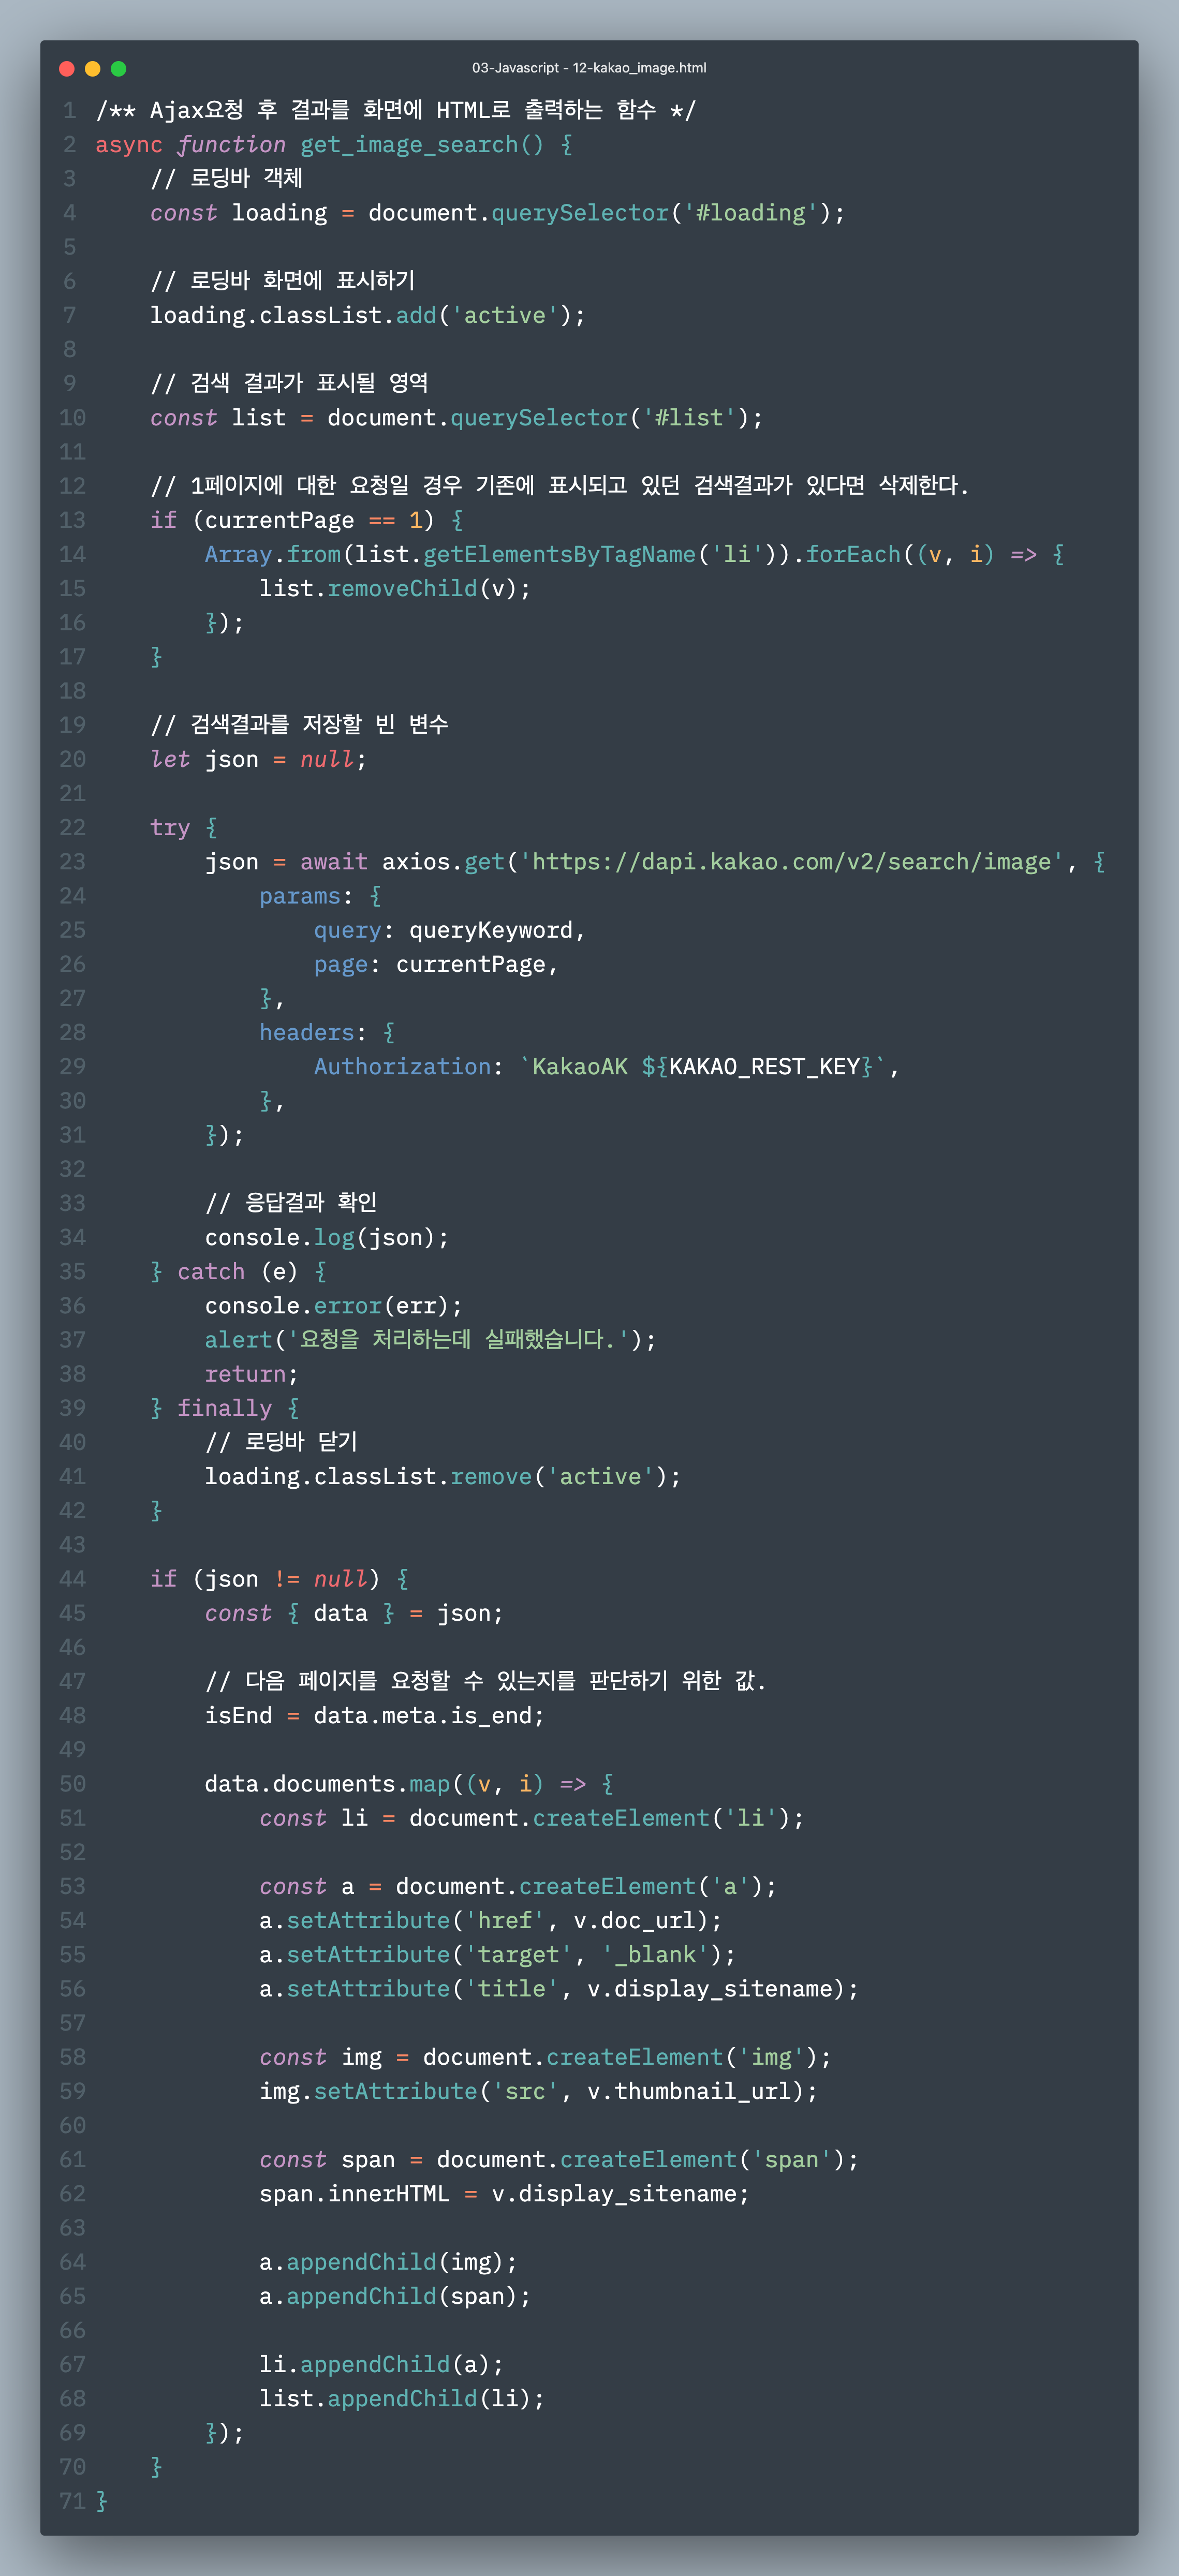 03-Javascript - 12-kakao_image.html
1 /** Ajax요청 후 결과를 화면에 HTML로 출력하는 함수 */
2 async function get_image_search() {
3     // 로딩바 객체
4     const loading = document.querySelector('#loading');
5
6     // 로딩바 화면에 표시하기
7     loading.classList.add('active');
8
9     // 검색 결과가 표시될 영역
10     const list = document.querySelector('#list');
11
12     // 1페이지에 대한 요청일 경우 기존에 표시되고 있던 검색결과가 있다면 삭제한다.
13     if (currentPage == 1) {
14         Array.from(list.getElementsByTagName('li')).forEach((v, i) => {
15             list.removeChild(v);
16         });
17     }
18
19     // 검색결과를 저장할 빈 변수
20     let json = null;
21
22     try {
23         json = await axios.get('https://dapi.kakao.com/v2/search/image', {
24             params: {
25                 query: queryKeyword,
26                 page: currentPage,
27             },
28             headers: {
29                 Authorization: `KakaoAK ${KAKAO_REST_KEY}`,
30             },
31         });
32
33         // 응답결과 확인
34         console.log(json);
35     } catch (e) {
36         console.error(err);
37         alert('요청을 처리하는데 실패했습니다.');
38         return;
39     } finally {
40         // 로딩바 닫기
41         loading.classList.remove('active');
42     }
43
44     if (json != null) {
45         const { data } = json;
46
47         // 다음 페이지를 요청할 수 있는지를 판단하기 위한 값.
48         isEnd = data.meta.is_end;
49
50         data.documents.map((v, i) => {
51             const li = document.createElement('li');
52
53             const a = document.createElement('a');
54             a.setAttribute('href', v.doc_url);
55             a.setAttribute('target', '_blank');
56             a.setAttribute('title', v.display_sitename);
57
58             const img = document.createElement('img');
59             img.setAttribute('src', v.thumbnail_url);
60
61             const span = document.createElement('span');
62             span.innerHTML = v.display_sitename;
63
64             a.appendChild(img);
65             a.appendChild(span);
66
67             li.appendChild(a);
68             list.appendChild(li);
69         });
70     }
71 }